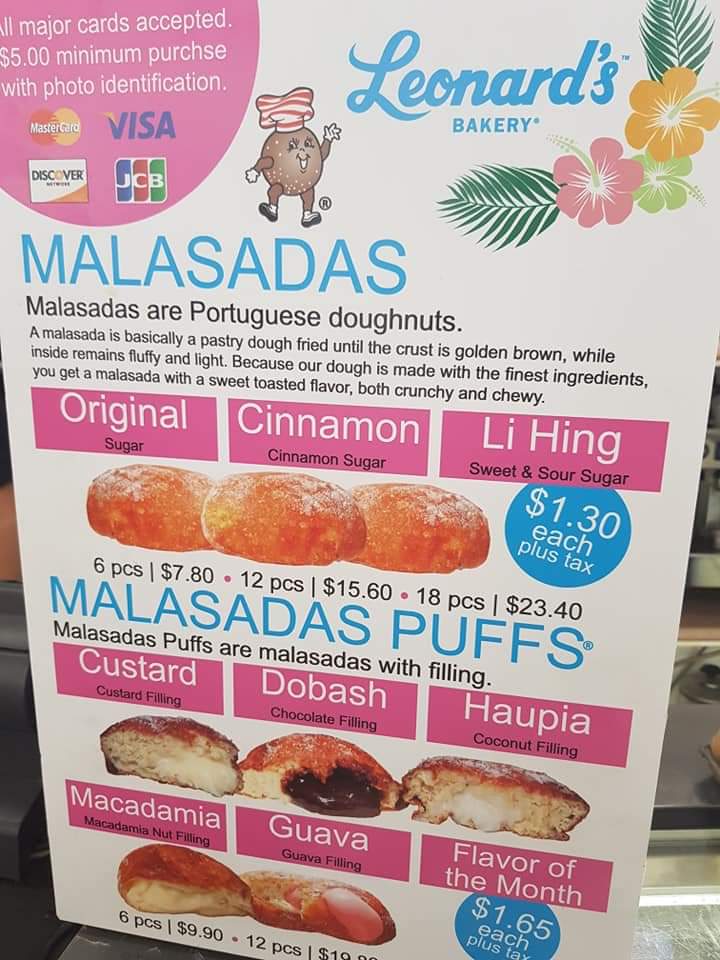 All major cards accepted.
$5.00 minimum purchse
with photo identification.
MasterCard VISA
DISCOVER NETWORK JCB
Leonard's™
BAKERY®
®
MALASADAS
Malasadas are Portuguese doughnuts.
A malasada is basically a pastry dough fried until the crust is golden brown, while
inside remains fluffy and light. Because our dough is made with the finest ingredients,
you get a malasada with a sweet toasted flavor, both crunchy and chewy.
Original
Sugar
Cinnamon
Cinnamon Sugar
Li Hing
Sweet & Sour Sugar
$1.30
each
plus tax
6 pcs | $7.80 • 12 pcs | $15.60 • 18 pcs | $23.40
MALASADAS PUFFS®
Malasadas Puffs are malasadas with filling.
Custard
Custard Filling
Dobash
Chocolate Filling
Haupia
Coconut Filling
Macadamia
Macadamia Nut Filling
Guava
Guava Filling
Flavor of
the Month
$1.65
each
plus tax
6 pcs | $9.90 • 12 pcs |